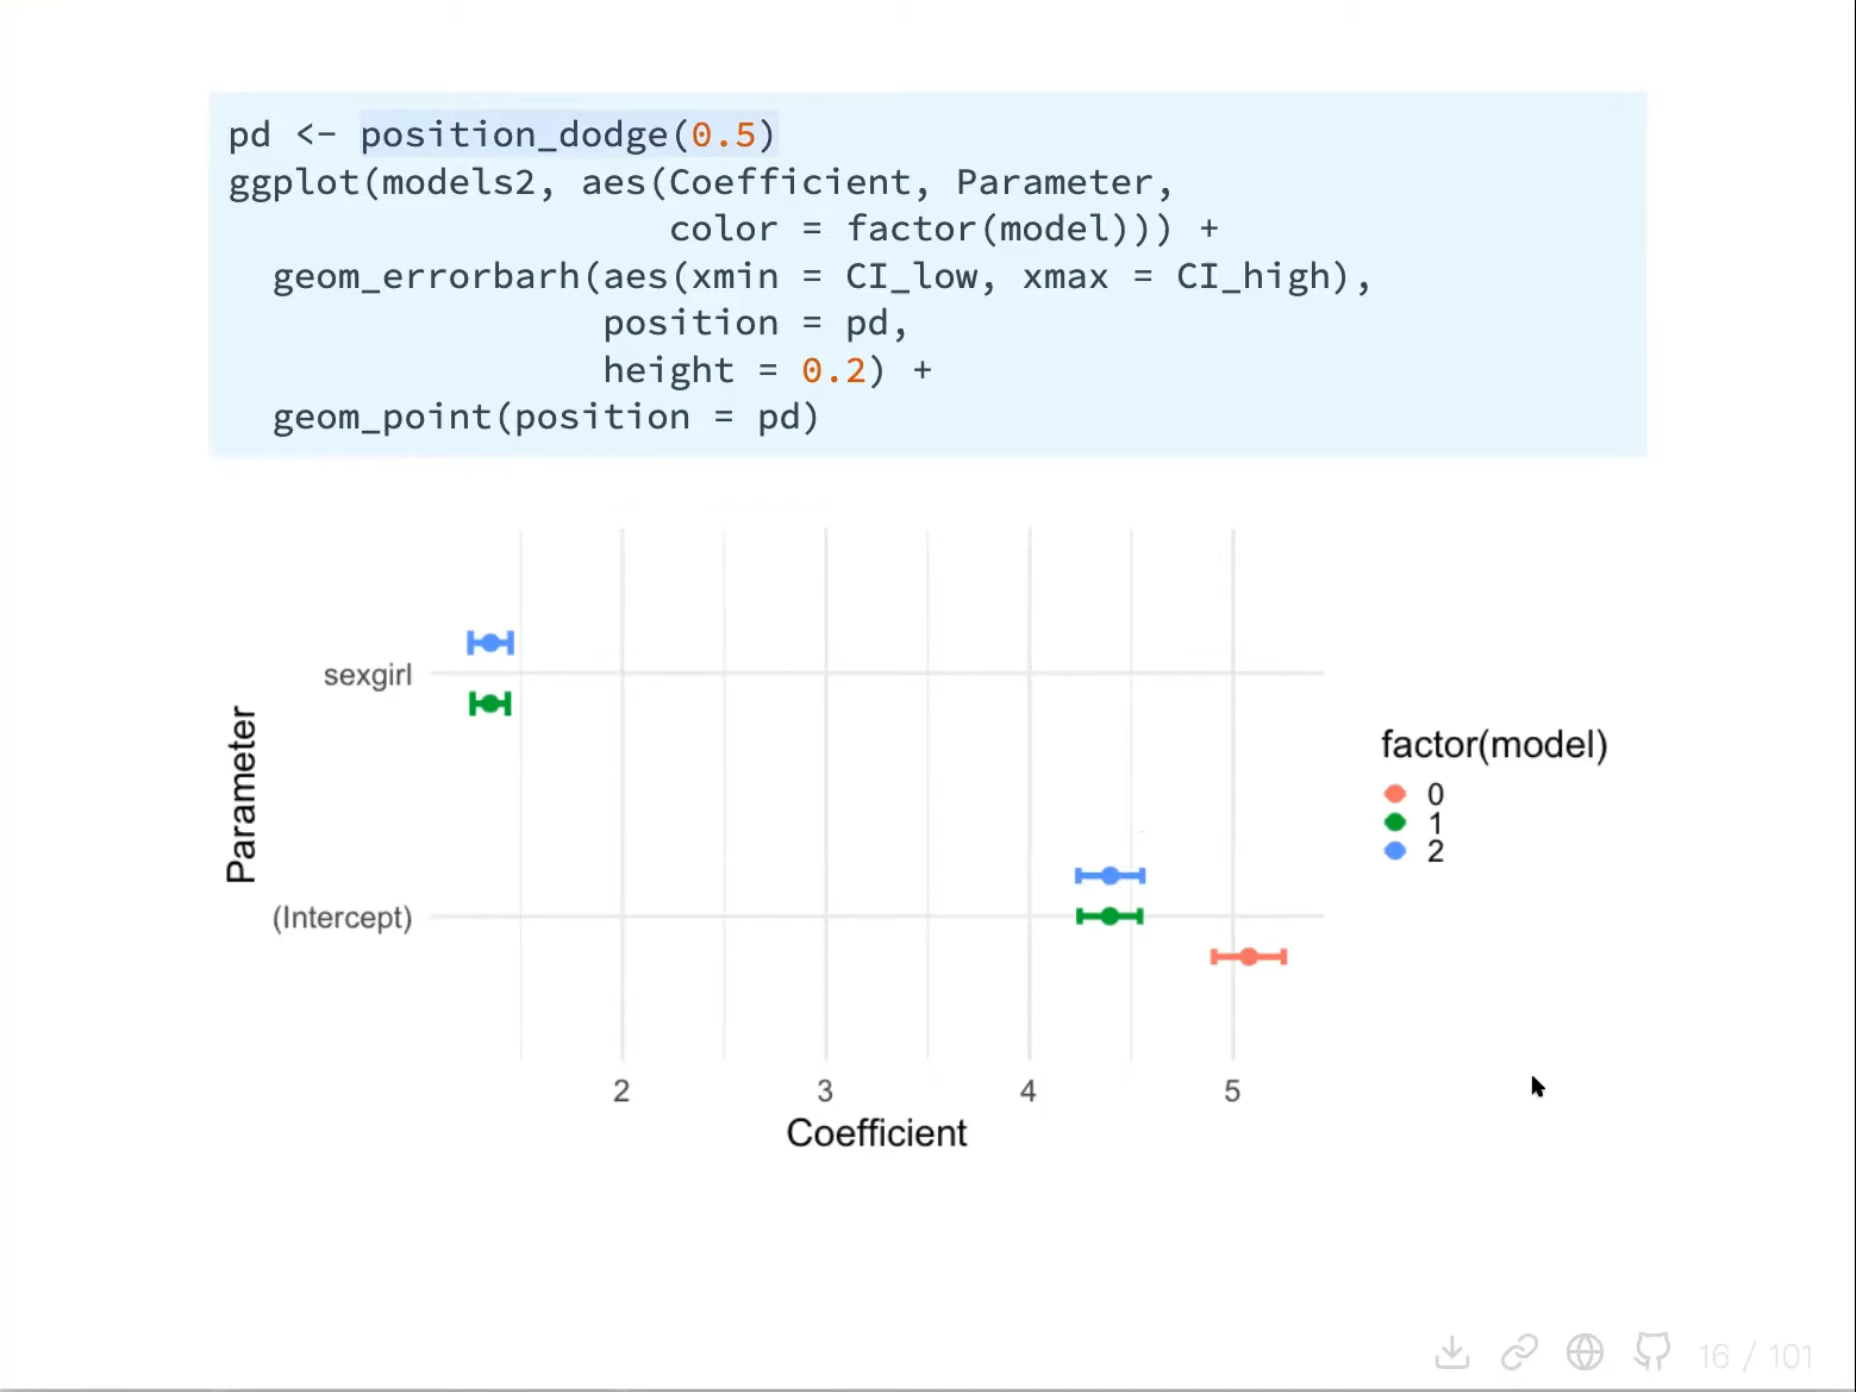 pd <- position_dodge(0.5)
ggplot(models2, aes(Coefficient, Parameter,
color = factor(model))) +
geom_errorbarh(aes(xmin = CI_low, xmax = CI_high),
position = pd,
height = 0.2) +
geom_point(position = pd)
sexgirl
(Intercept)
Parameter
2 3 4 5
Coefficient
factor(model)
0
1
2
16 / 101